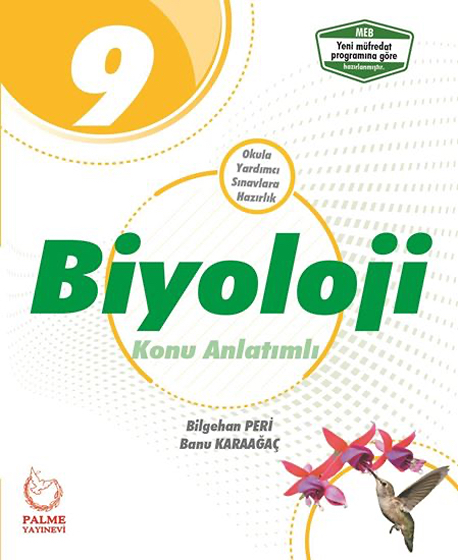 9
MEB
Yeni müfredat
programına göre
hazırlanmıştır.
Okula
Yardımcı
Sınavlara
Hazırlık
Biyoloji
Konu Anlatımlı
Bilgehan PERİ
Banu KARAAĞAÇ
PALME
YAYINEVİ